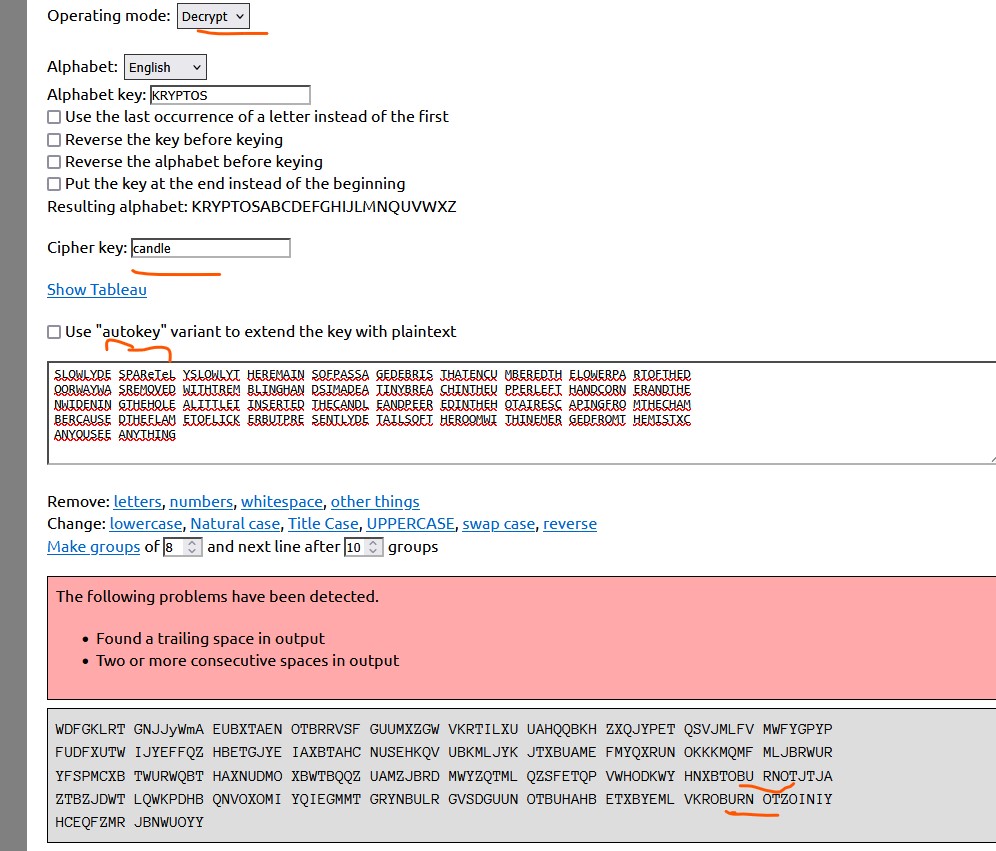 Operating mode: Decrypt
Alphabet: English
Alphabet key: KRYPTOS
Use the last occurrence of a letter instead of the first
Reverse the key before keying
Reverse the alphabet before keying
Put the key at the end instead of the beginning
Resulting alphabet: KRYPTOSABCDEFGHIJLMNQUVWXZ
Cipher key: candle
Show Tableau
Use "autokey" variant to extend the key with plaintext
SLOWLYDE SPAReTeL YSLOWLYT HEREMAIN SOFPASSA GEDEBRIS THATENCU MBEREDTH ELOWERPA RTOFTHED
OORWAYWA SREMOVED WITHTREM BLINGHAN DSIMADEA TINYBREA CHINTHEU PPERLEFT HANDCORN ERANDTHE
NWIDENIN GTHEHOLE ALITTLEI INSERTED THECANDL EANDPEER EDINTHEH OTAIRESC APINGFRO MTHECHAM
BERCAUSE DTHEFLAM ETOFLICK ERBUTPRE SENTLYDE TAILSOFT HEROOMWI THINEMER GEDFROMT HEMISTXC
ANYOUSEE ANYTHING
Remove: letters, numbers, whitespace, other things
Change: lowercase, Natural case, Title Case, UPPERCASE, swap case, reverse
Make groups of 8 and next line after 10 groups
The following problems have been detected.
• Found a trailing space in output
• Two or more consecutive spaces in output
WDFGKLRT GNJJyWmA EUBXTAEN OTBRRVSF GUUMXZGW VKRTILXU UAHQQBKH ZXQJYPET QSVJMLFV MWFYGPYP
FUDFXUTW IJYEFFQZ HBETGJYE IAXBTAHC NUSEHKQV UBKMLJYK JTXBUAME FMYQXRUN OKKKMQMF MLJBRWUR
YFSPMCXB TWURWQBT HAXNUDMO XBWTBQQZ UAMZJBRD MWYZQTML QZSFETQP VWHODKWY HNXBTOBU RNOTJTJA
ZTBZJDWT LQWKPDHB QNVOXOMI YQIEGMMT GRYNBULR GVSDGUUN OTBUHAHB ETXBYEML VKROBURN OTZOINIY
HCEQFZMR JBNWUOYY